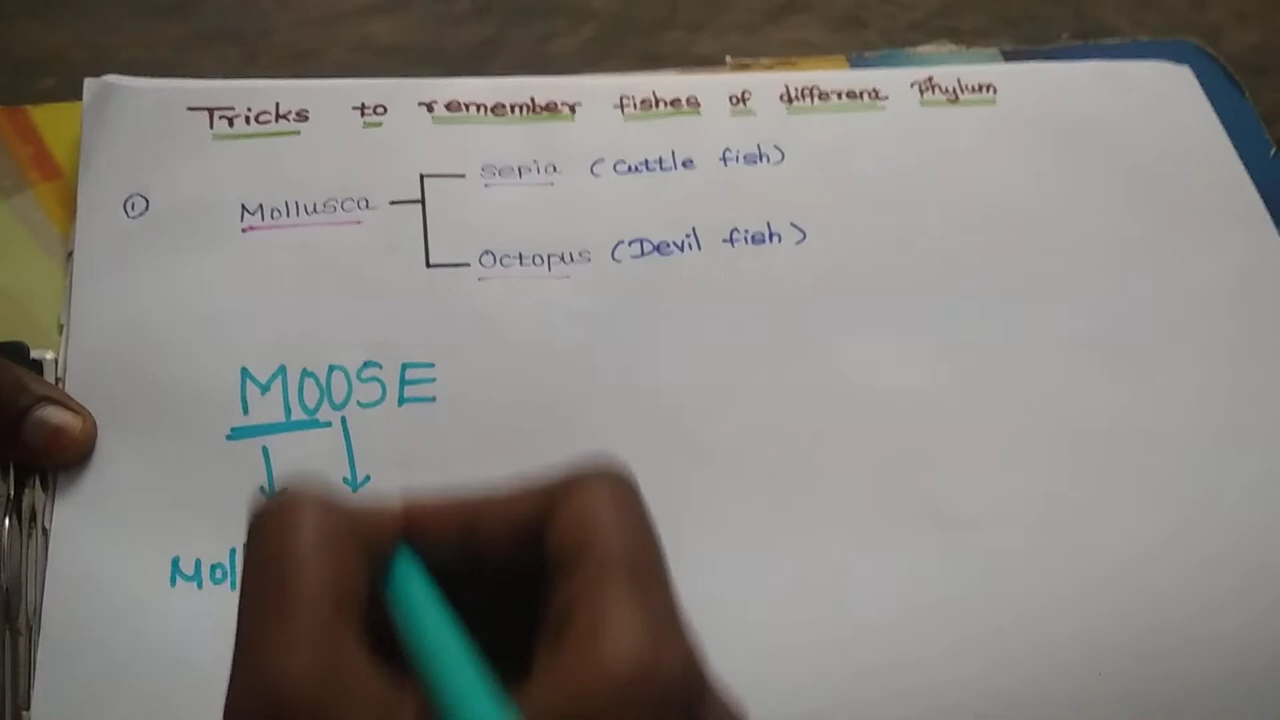 Tricks to remember fishes of different Phylum
① Mollusca
Sepia (Cuttle fish)
Octopus (Devil fish)
MOOSE
Mol